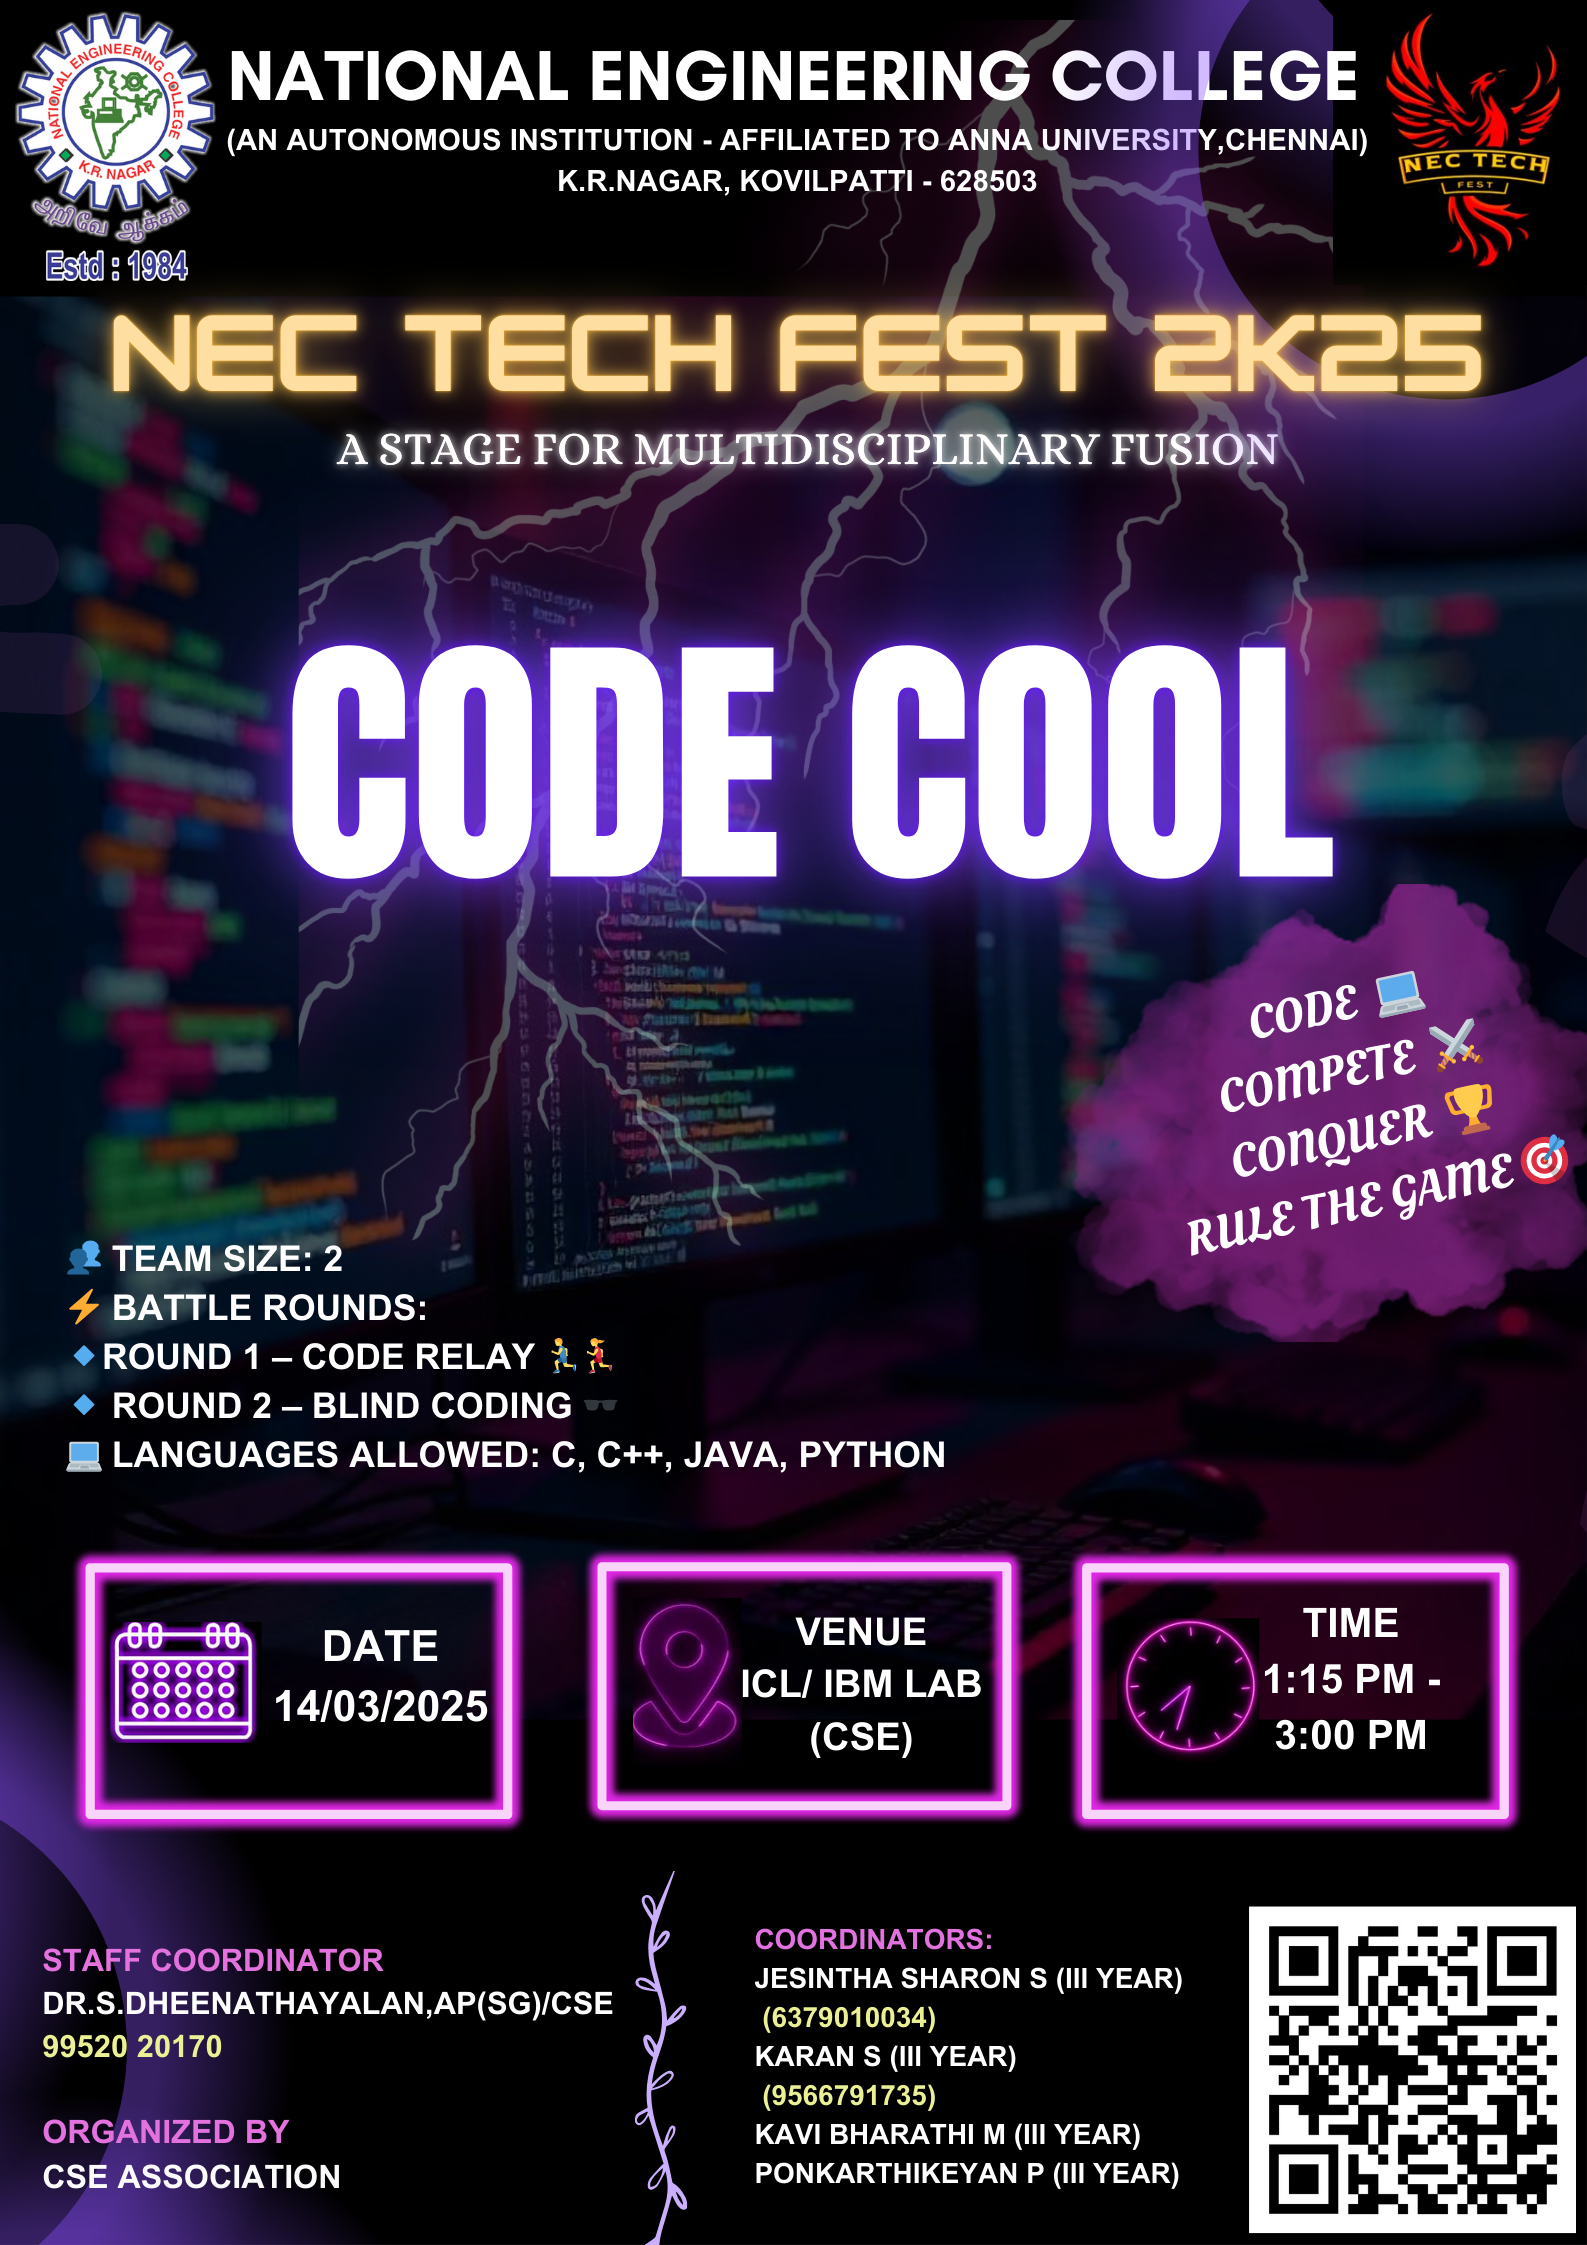 NATIONAL ENGINEERING COLLEGE
K.R. NAGAR
அறிவே ஆக்கம்
Estd : 1984
NATIONAL ENGINEERING COLLEGE
(AN AUTONOMOUS INSTITUTION - AFFILIATED TO ANNA UNIVERSITY,CHENNAI)
K.R.NAGAR, KOVILPATTI - 628503
NEC TECH
FEST
NEC TECH FEST 2K25
A STAGE FOR MULTIDISCIPLINARY FUSION
CODE COOL
CODE 💻
COMPETE ⚔️
CONQUER 🏆
RULE THE GAME 🎯
👥 TEAM SIZE: 2
⚡ BATTLE ROUNDS:
🔹ROUND 1 – CODE RELAY 🏃‍♂️🏃‍♀️
🔹 ROUND 2 – BLIND CODING 🕶️
💻 LANGUAGES ALLOWED: C, C++, JAVA, PYTHON
DATE
14/03/2025
VENUE
ICL/ IBM LAB
(CSE)
TIME
1:15 PM -
3:00 PM
STAFF COORDINATOR
DR.S.DHEENATHAYALAN,AP(SG)/CSE
99520 20170
ORGANIZED BY
CSE ASSOCIATION
COORDINATORS:
JESINTHA SHARON S (III YEAR)
(6379010034)
KARAN S (III YEAR)
(9566791735)
KAVI BHARATHI M (III YEAR)
PONKARTHIKEYAN P (III YEAR)